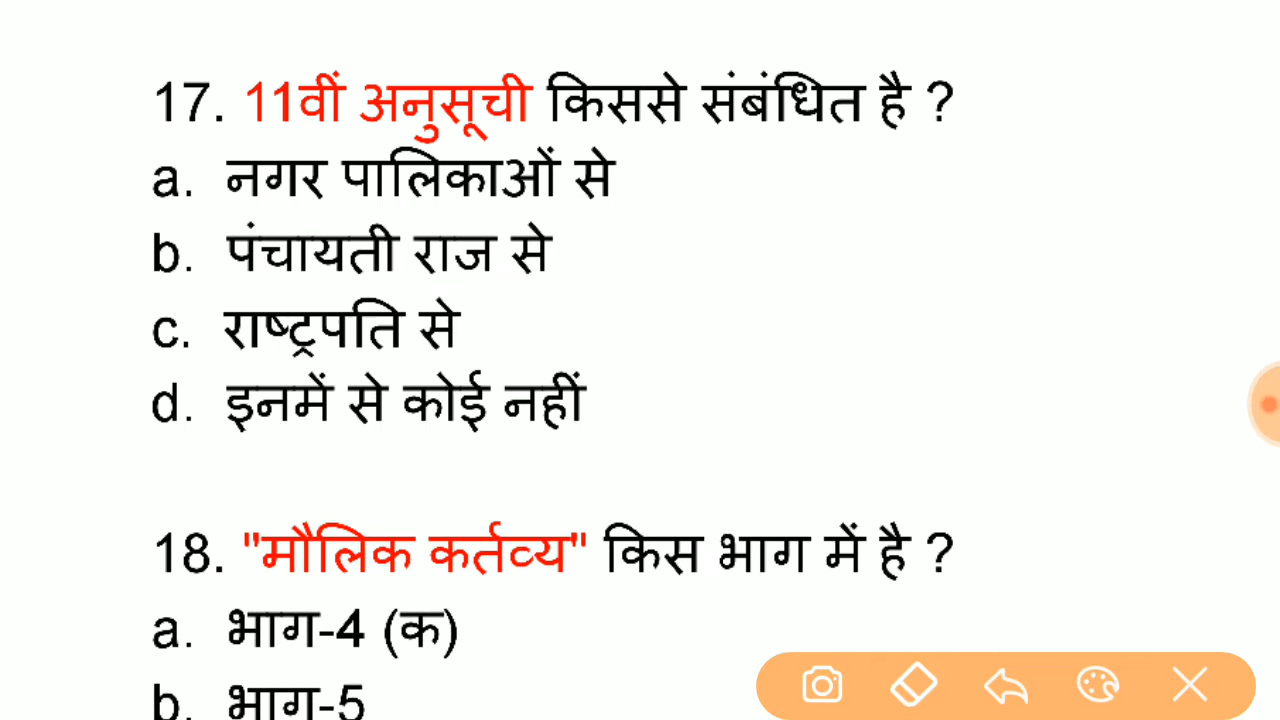 17. 11वीं अनुसूची किससे संबंधित है ?
a. नगर पालिकाओं से
b. पंचायती राज से
c. राष्ट्रपति से
d. इनमें से कोई नहीं
18. "मौलिक कर्तव्य" किस भाग में है ?
a. भाग-4 (क)
b. भाग-5